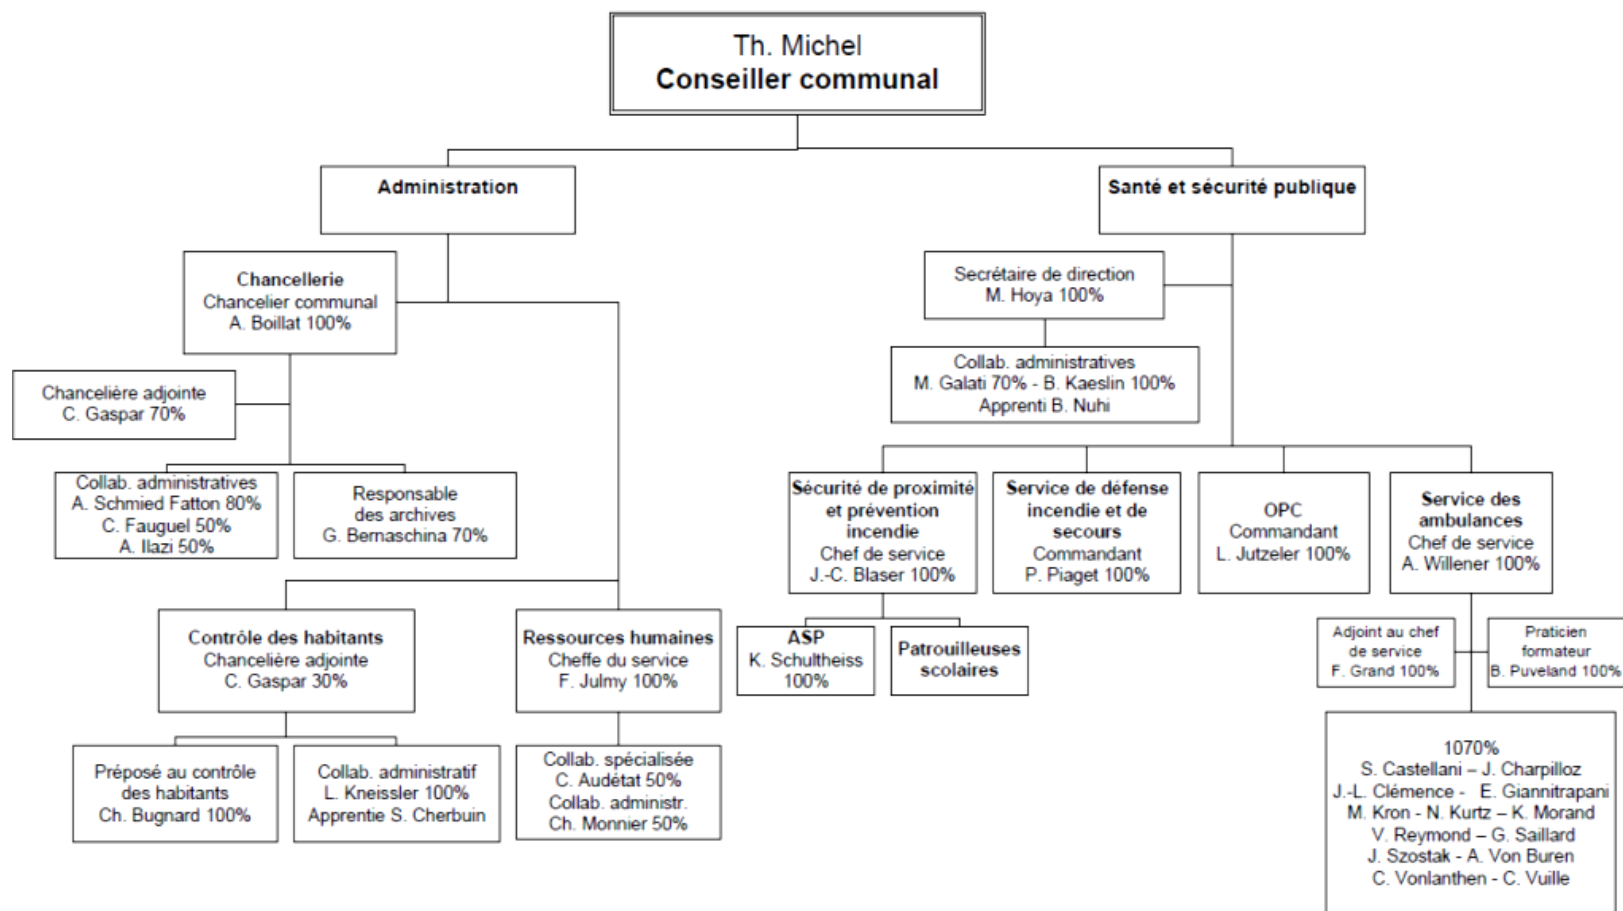 Th. Michel
Conseiller communal
Administration
Santé et sécurité publique
Chancellerie
Chancelier communal
A. Boillat 100%
Secrétaire de direction
M. Hoya 100%
Collab. administratives
M. Galati 70% - B. Kaeslin 100%
Apprenti B. Nuhi
Chancelière adjointe
C. Gaspar 70%
Collab. administratives
A. Schmied Fatton 80%
C. Fauguel 50%
A. Ilazi 50%
Responsable
des archives
G. Bernaschina 70%
Sécurité de proximité
et prévention
incendie
Chef de service
J.-C. Blaser 100%
Service de défense
incendie et de
secours
Commandant
P. Piaget 100%
OPC
Commandant
L. Jutzeler 100%
Service des
ambulances
Chef de service
A. Willener 100%
Contrôle des habitants
Chancelière adjointe
C. Gaspar 30%
Ressources humaines
Cheffe du service
F. Julmy 100%
ASP
K. Schultheiss
100%
Patrouilleuses
scolaires
Adjoint au chef
de service
F. Grand 100%
Praticien
formateur
B. Puveland 100%
Préposé au contrôle
des habitants
Ch. Bugnard 100%
Collab. administratif
L. Kneissler 100%
Apprentie S. Cherbuin
Collab. spécialisée
C. Audétat 50%
Collab. administr.
Ch. Monnier 50%
1070%
S. Castellani – J. Charpilloz
J.-L. Clémence - E. Giannitrapani
M. Kron - N. Kurtz – K. Morand
V. Reymond – G. Saillard
J. Szostak - A. Von Buren
C. Vonlanthen - C. Vuille